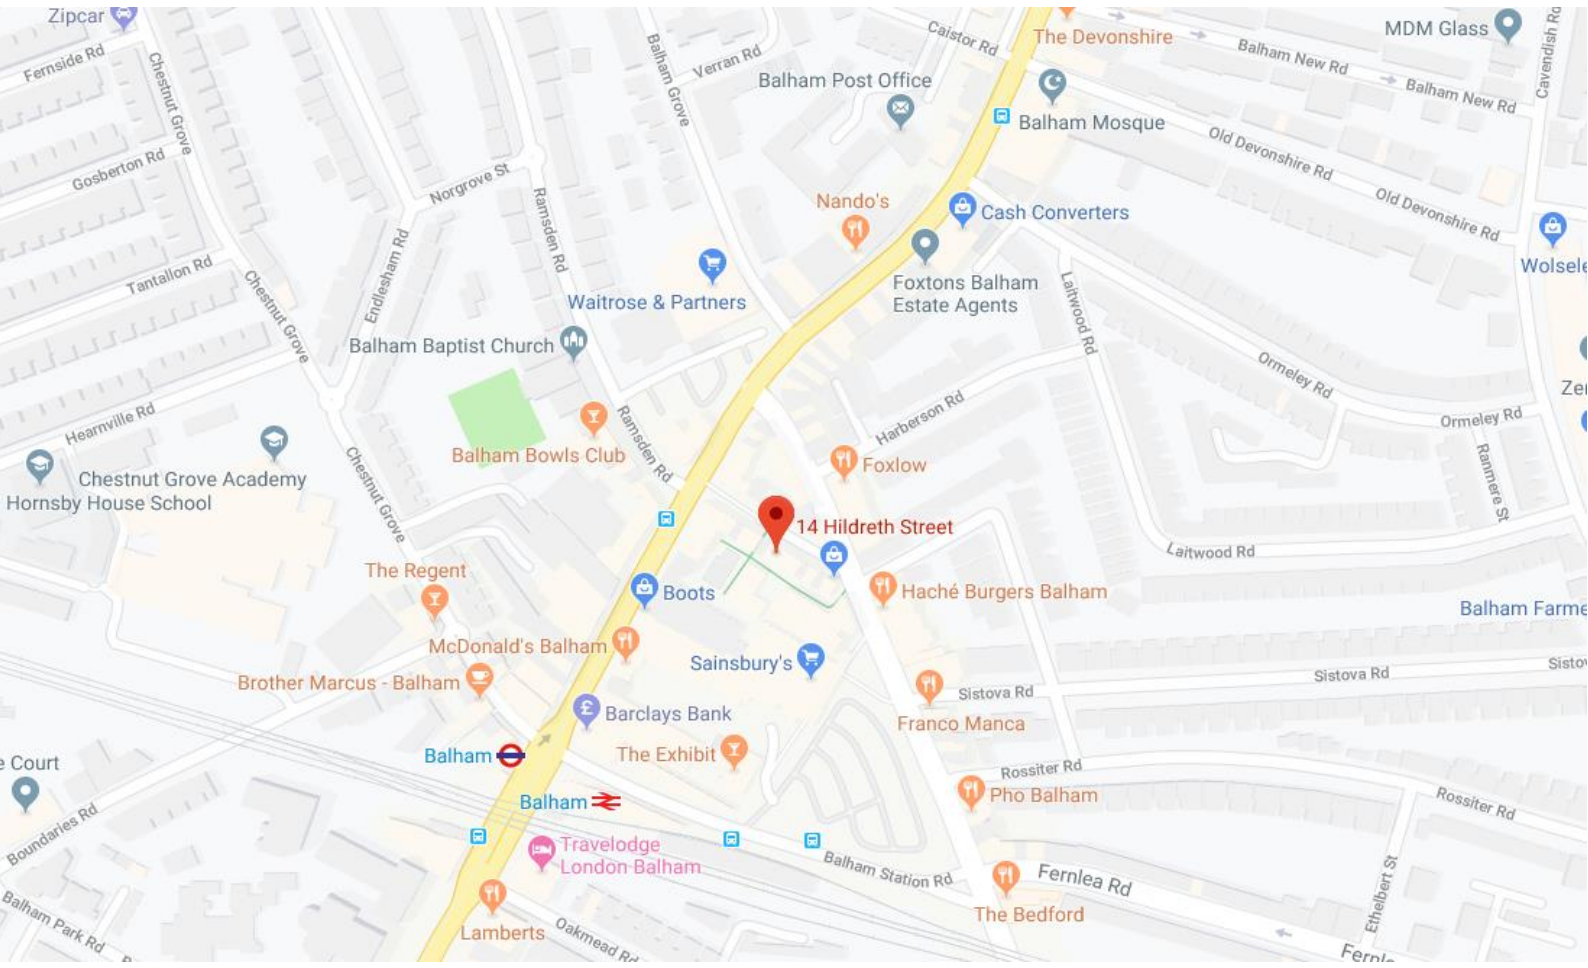 Zipcar
Fernside Rd
Chestnut Grove
Gosberton Rd
Norgrove St
Tantallon Rd
Chestnut Grove
Endlesham Rd
Ramsden Rd
Balham Grove
Verran Rd
Balham Post Office
Caistor Rd
The Devonshire
Balham New Rd
Balham New Rd
MDM Glass
Cavendish Rd
Balham Mosque
Old Devonshire Rd
Old Devonshire Rd
Nando's
Cash Converters
Foxtons Balham
Estate Agents
Waitrose & Partners
Balham Baptist Church
Laitwood Rd
Ormeley Rd
Ormeley Rd
Hearnville Rd
Chestnut Grove Academy
Hornsby House School
Chestnut Grove
Balham Bowls Club
Ramsden Rd
Harberson Rd
Foxlow
Ranmere St
14 Hildreth Street
Laitwood Rd
The Regent
Boots
Haché Burgers Balham
Balham Farme
McDonald's Balham
Sainsbury's
Brother Marcus - Balham
Barclays Bank
Franco Manca
Sistova Rd
Sistova Rd
Sistov
Balham
The Exhibit
Rossiter Rd
Pho Balham
Rossiter Rd
e Court
Balham
Boundaries Rd
Travelodge
London Balham
Balham Station Rd
Fernlea Rd
The Bedford
Ethelbert St
Balham Park Rd
Lamberts
Oakmead Rd
Wolsele
Zer
Fernle